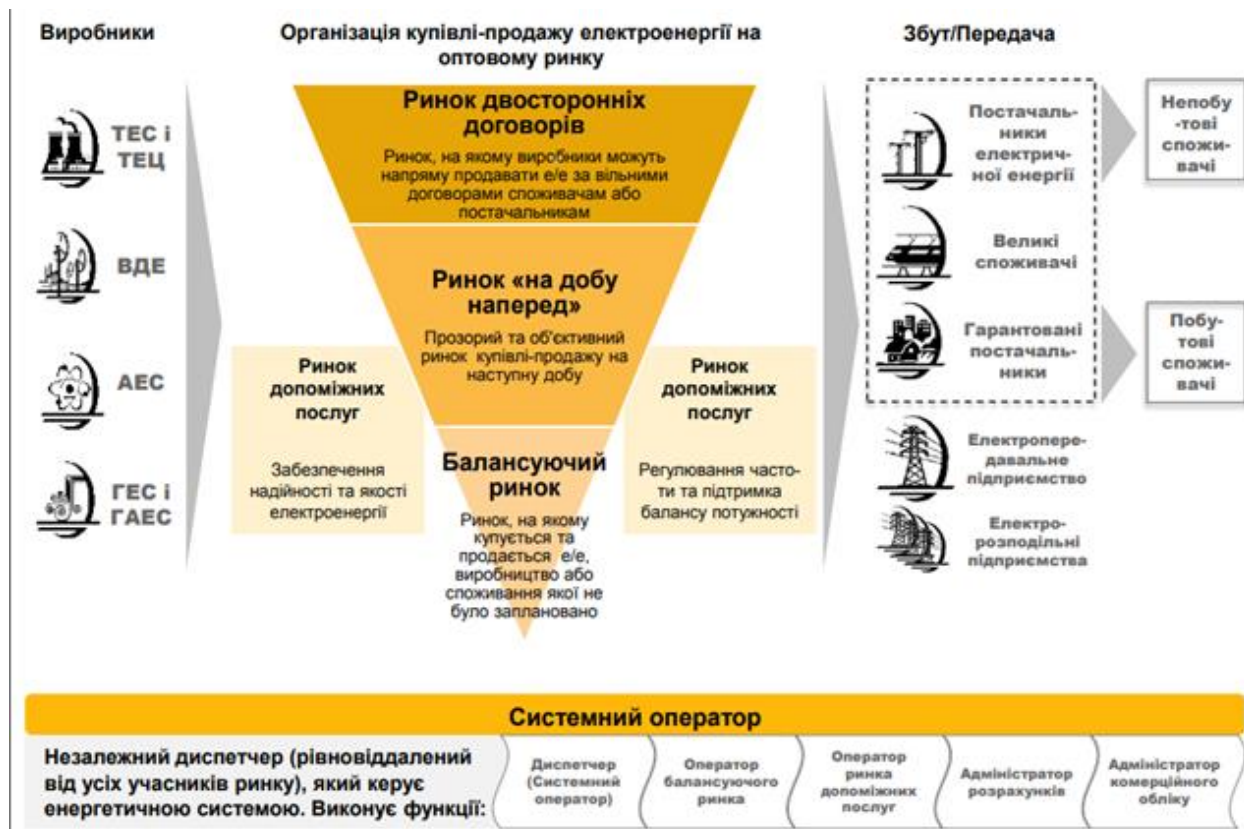 Виробники
Організація купівлі-продажу електроенергії на
оптовому ринку
Збут/Передача
ТЕС і
ТЕЦ
ВДЕ
АЕС
ГЕС і
ГАЕС
Ринок двосторонніх
договорів
Ринок, на якому виробники можуть
напряму продавати е/е за вільними
договорами споживачам або
постачальникам
Ринок «на добу
наперед»
Прозорий та об'єктивний
ринок купівлі-продажу на
наступну добу
Ринок
допоміжних
послуг
Забезпечення
надійності та якості
електроенергії
Балансуючий
ринок
Ринок, на якому
купується та
продається е/е,
виробництво або
споживання якої не
було заплановано
Ринок
допоміжних
послуг
Регулювання часто-
ти та підтримка
балансу потужності
Постачаль-
ники
електрич-
ної енергії
Великі
споживачі
Гарантовані
постачаль-
ники
Електропере-
давальне
підприємство
Електро-
розподільні
підприємства
Непобу
-тові
спожи-
вачі
Побу-
тові
спожи-
вачі
Системний оператор
Незалежний диспетчер (рівновіддалений
від усіх учасників ринку), який керує
енергетичною системою. Виконує функції:
Диспетчер
(Системний
оператор)
Оператор
балансуючого
ринка
Оператор
ринка
допоміжних
послуг
Адміністратор
розрахунків
Адміністратор
комерційного
обліку